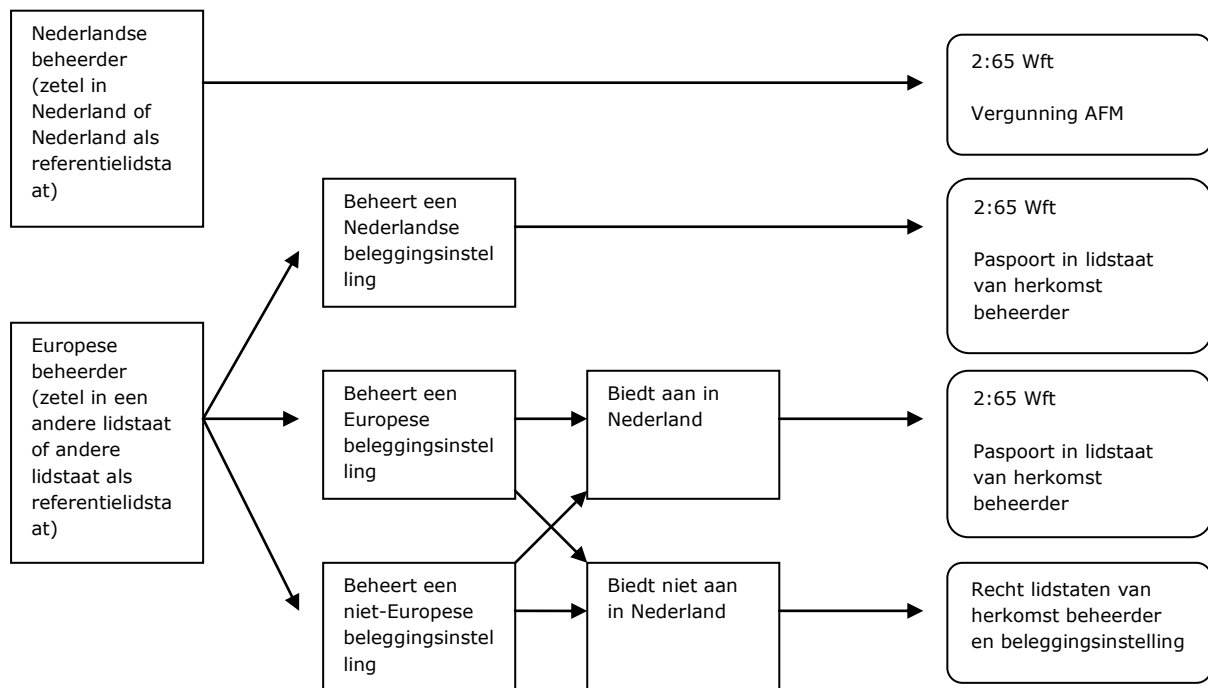 Nederlandse
beheerder
(zetel in
Nederland of
Nederland als
referentielidsta
at)
2:65 Wft
Vergunning AFM
Beheert een
Nederlandse
beleggingsinstel
ling
2:65 Wft
Paspoort in lidstaat
van herkomst
beheerder
Europese
beheerder
(zetel in een
andere lidstaat
of andere
lidstaat als
referentielidsta
at)
Beheert een
Europese
beleggingsinstel
ling
Biedt aan in
Nederland
2:65 Wft
Paspoort in lidstaat
van herkomst
beheerder
Beheert een
niet-Europese
beleggingsinstel
ling
Biedt niet aan
in Nederland
Recht lidstaten van
herkomst beheerder
en beleggingsinstelling